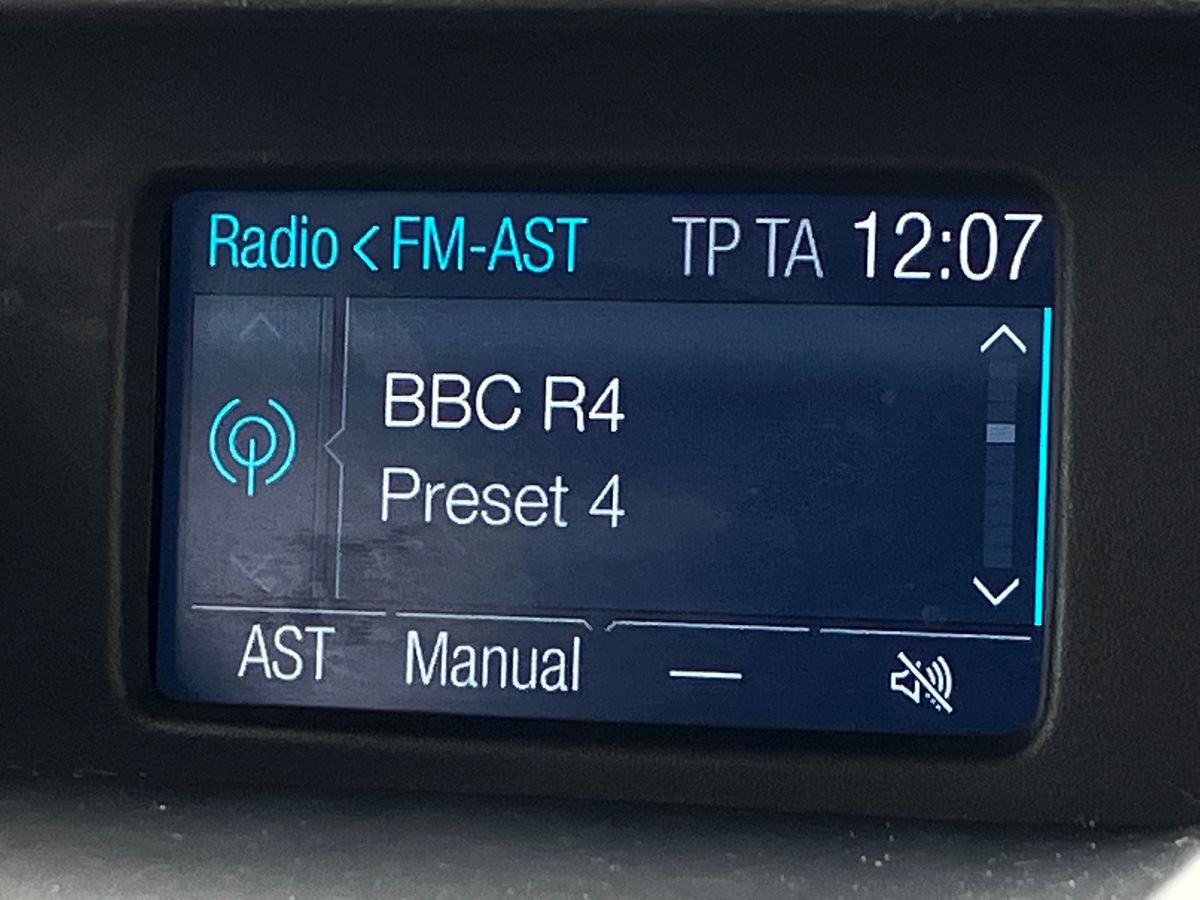 Radio < FM-AST TP TA 12:07
BBC R4
Preset 4
AST Manual —